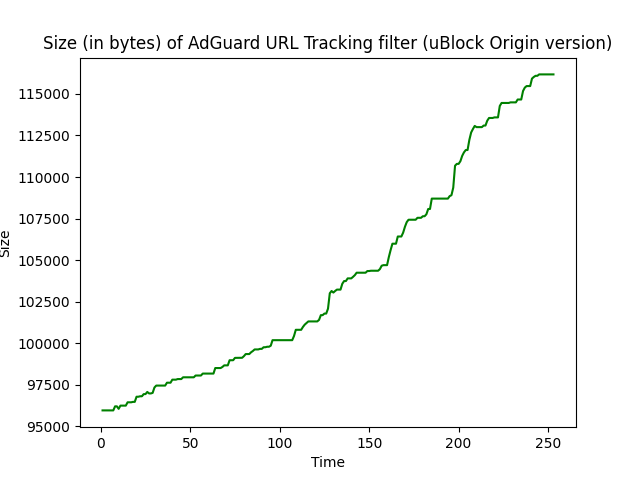 Size (in bytes) of AdGuard URL Tracking filter (uBlock Origin version)
115000
112500
110000
107500
105000
102500
100000
97500
95000
Size
0 50 100 150 200 250
Time